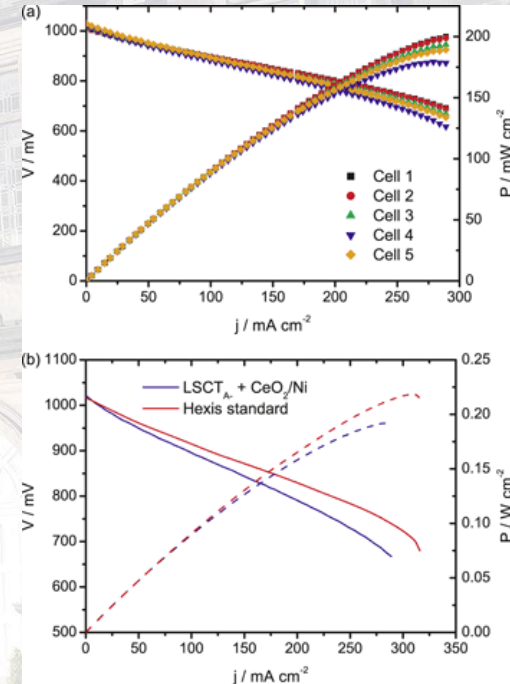 (a)
1000
800
600
400
200
0
V / mV
200
150
100
50
0
P / mW cm⁻²
Cell 1
Cell 2
Cell 3
Cell 4
Cell 5
0 50 100 150 200 250 300
j / mA cm⁻²
(b)
1100
1000
900
800
700
600
500
V / mV
0.25
0.20
0.15
0.10
0.05
0.00
P / W cm⁻²
LSCT_A- + CeO₂/Ni
Hexis standard
0 50 100 150 200 250 300 350
j / mA cm⁻²